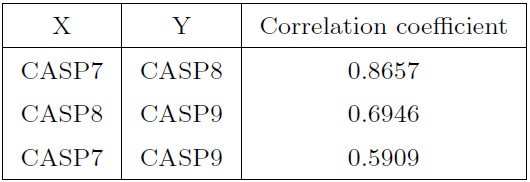 X Y Correlation coefficient
CASP7 CASP8 0.8657
CASP8 CASP9 0.6946
CASP7 CASP9 0.5909